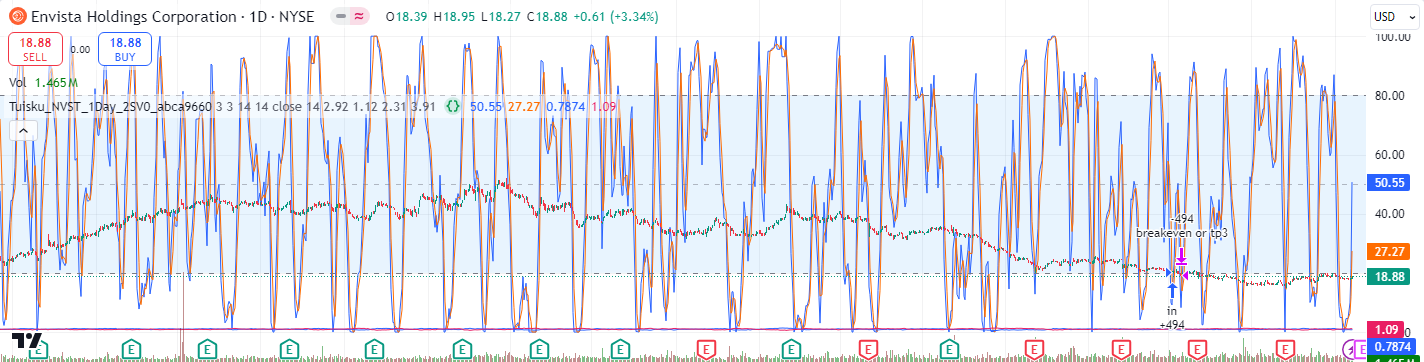 Envista Holdings Corporation · 1D · NYSE O18.39 H18.95 L18.27 C18.88 +0.61 (+3.34%)
USD
18.88
SELL
0.00
18.88
BUY
100.00
Vol 1.465M
Tuisku_NVST_1Day_2SV0_abca9660 3 3 14 14 close 14 2.92 1.12 2.31 3.91 {} 50.55 27.27 0.7874 1.09
80.00
60.00
50.55
40.00
-494
breakeven or tp3
27.27
18.88
in
+494
1.09
0.7874
1.465M
E E E E E E E E E E E E E E E E